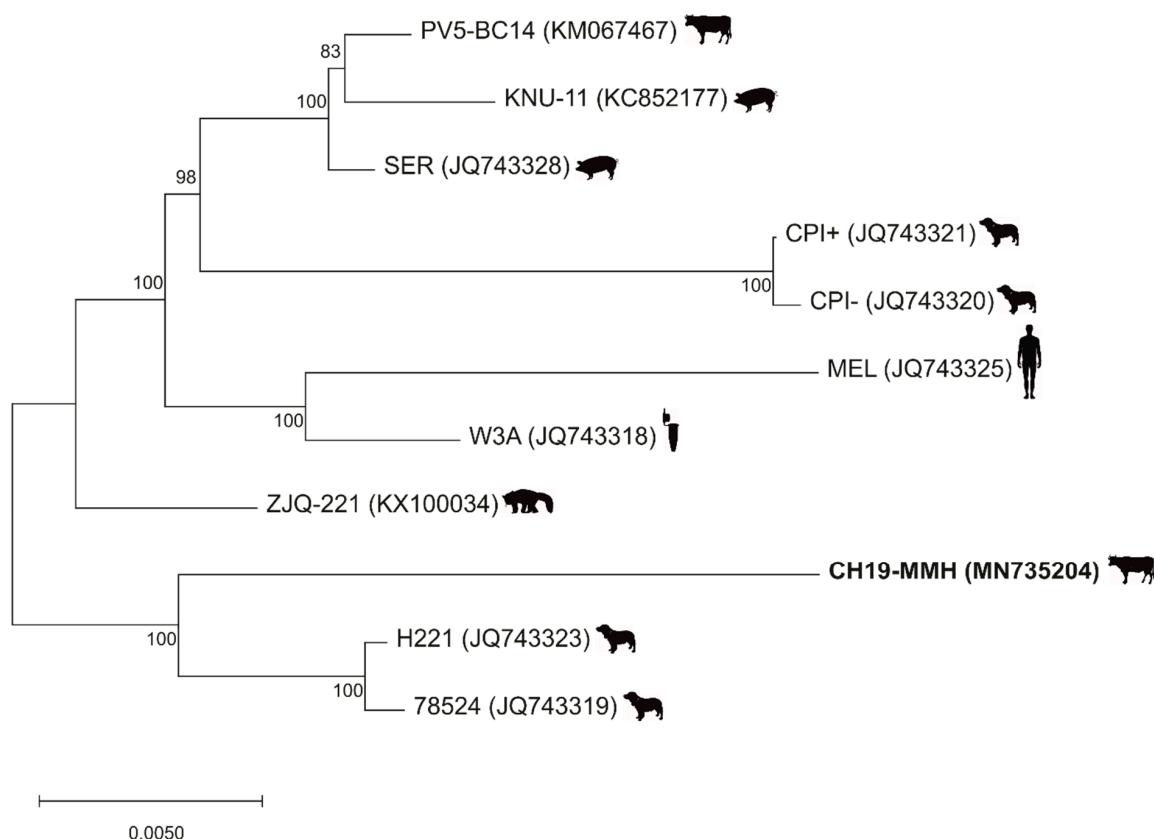 PV5-BC14 (KM067467)
83
KNU-11 (KC852177)
100
SER (JQ743328)
98
CPI+ (JQ743321)
100
100
CPI- (JQ743320)
MEL (JQ743325)
100
W3A (JQ743318)
ZJQ-221 (KX100034)
CH19-MMH (MN735204)
100
H221 (JQ743323)
100
78524 (JQ743319)
0.0050